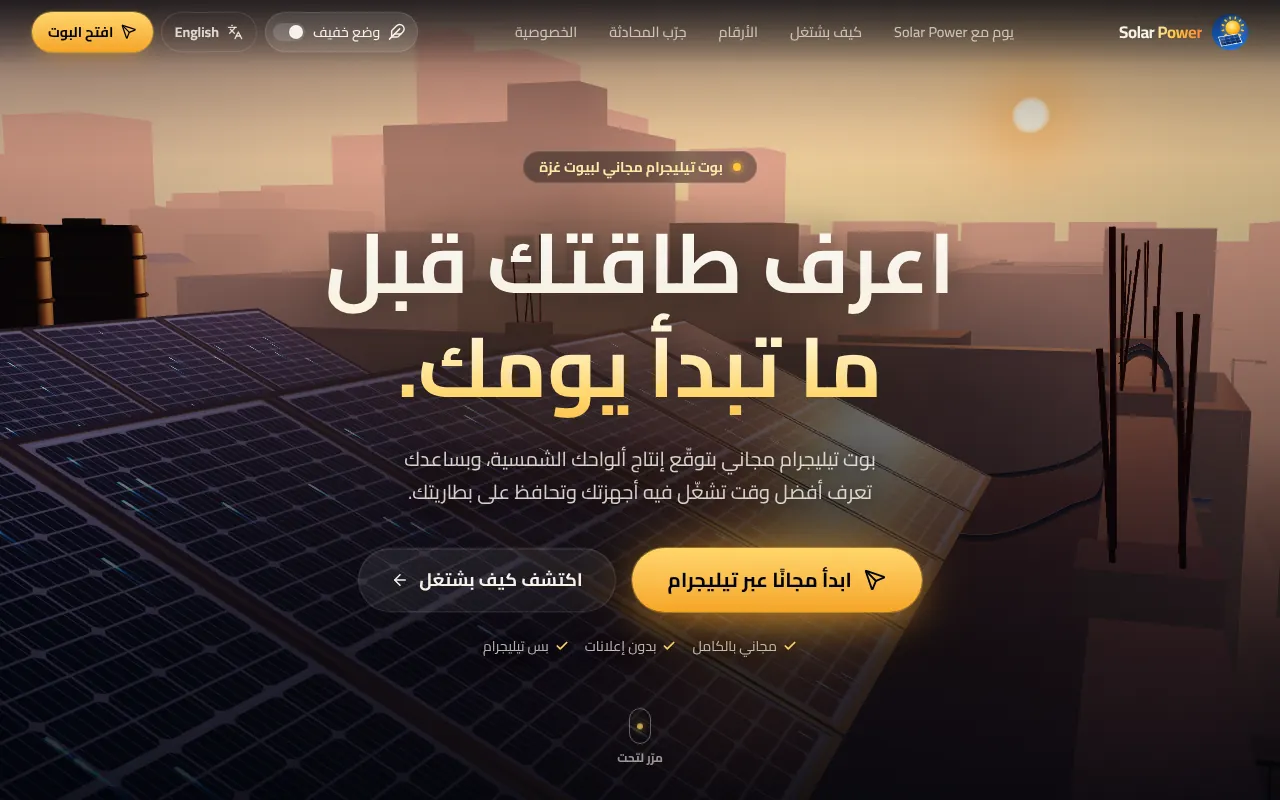 Solar Power
يوم مع Solar Power
كيف بشتغل
الأرقام
جرّب المحادثة
الخصوصية
وضع خفيف
English
افتح البوت
بوت تيليجرام مجاني لبيوت غزة
اعرف طاقتك قبل
ما تبدأ يومك.
بوت تيليجرام مجاني بتوقّع إنتاج ألواحك الشمسية، وبساعدك
تعرف أفضل وقت تشغّل فيه أجهزتك وتحافظ على بطاريتك.
ابدأ مجانًا عبر تيليجرام
اكتشف كيف بشتغل
مجاني بالكامل
بدون إعلانات
بس تيليجرام
مرّر لتحت